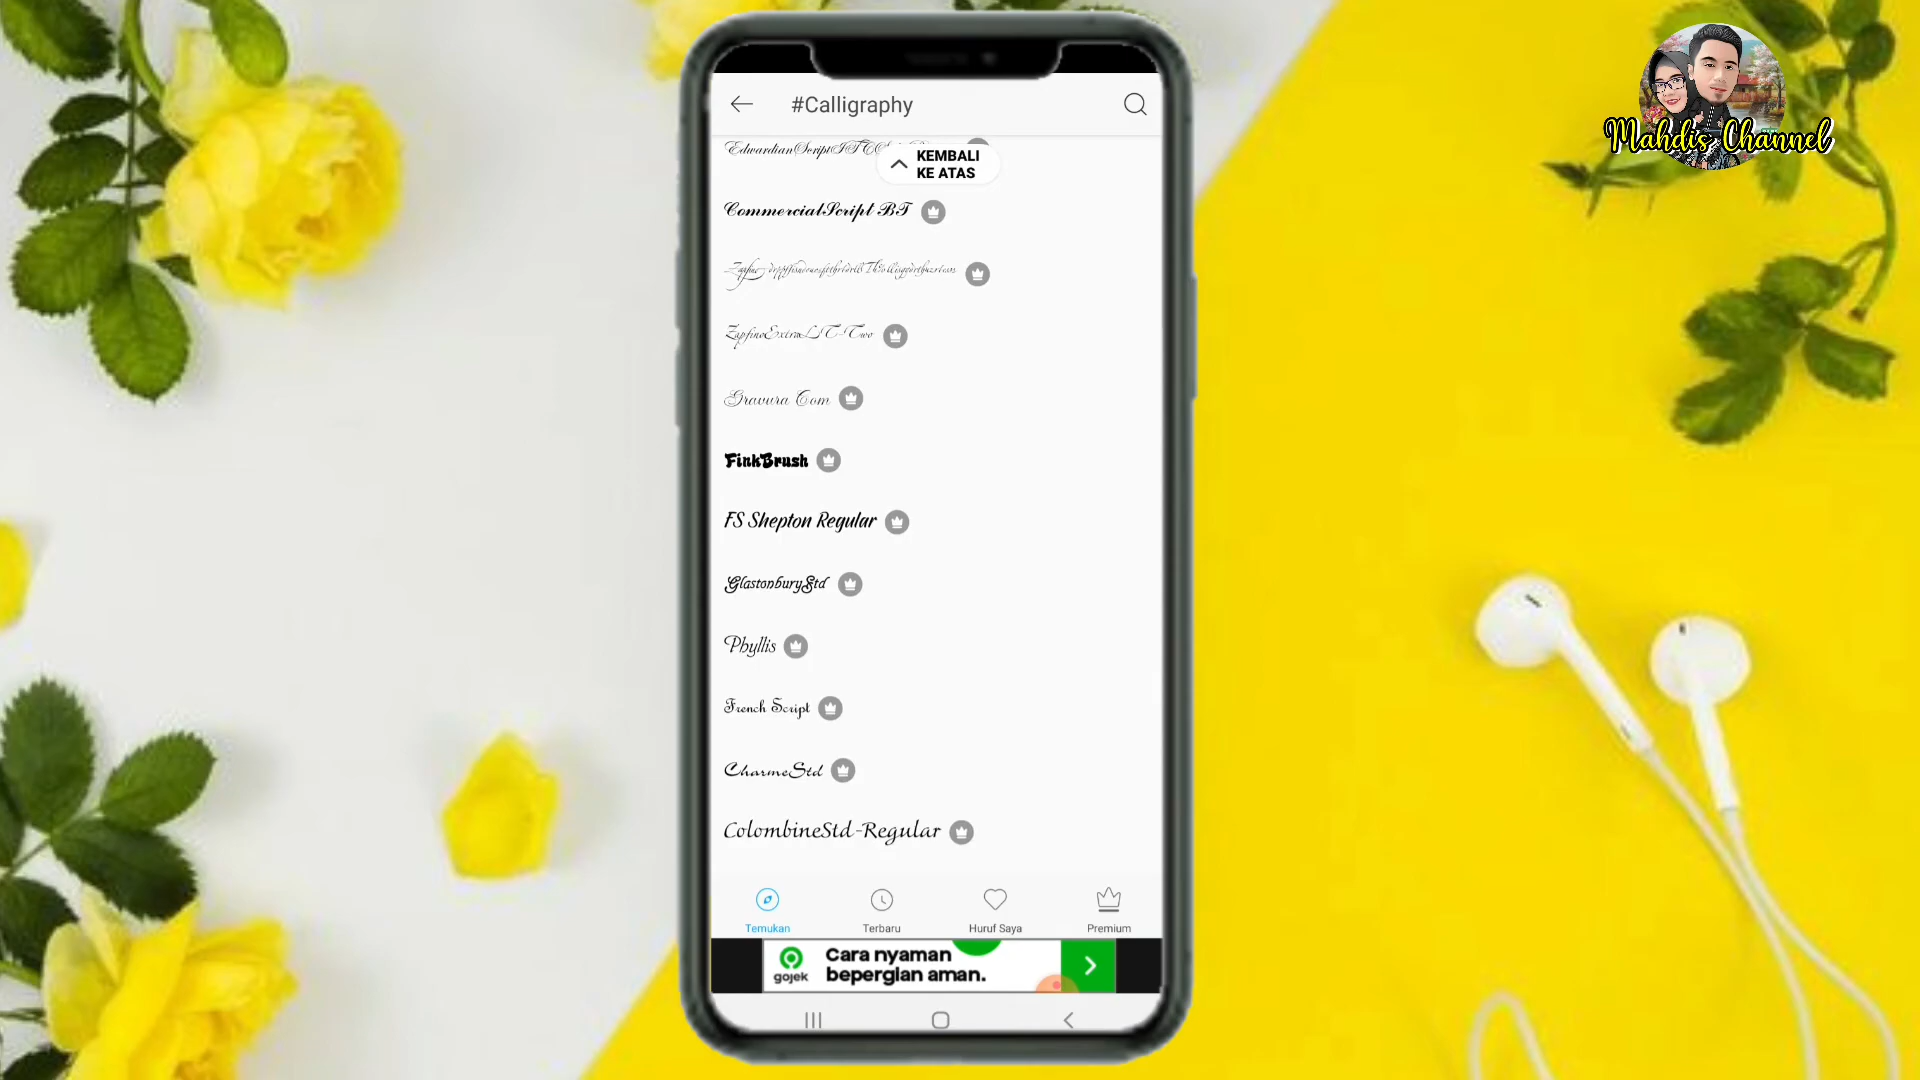 Mahdis Channel
#Calligraphy
KEMBALI
KE ATAS
CommercialScript BT
ZapfinoExtraLT-Two
Gravura Com
FinkBrush
FS Shepton Regular
GlastonburyStd
Phyllis
French Script
CharmeStd
ColombineStd-Regular
Temukan
Terbaru
Huruf Saya
Premium
gojek
Cara nyaman
bepergian aman.